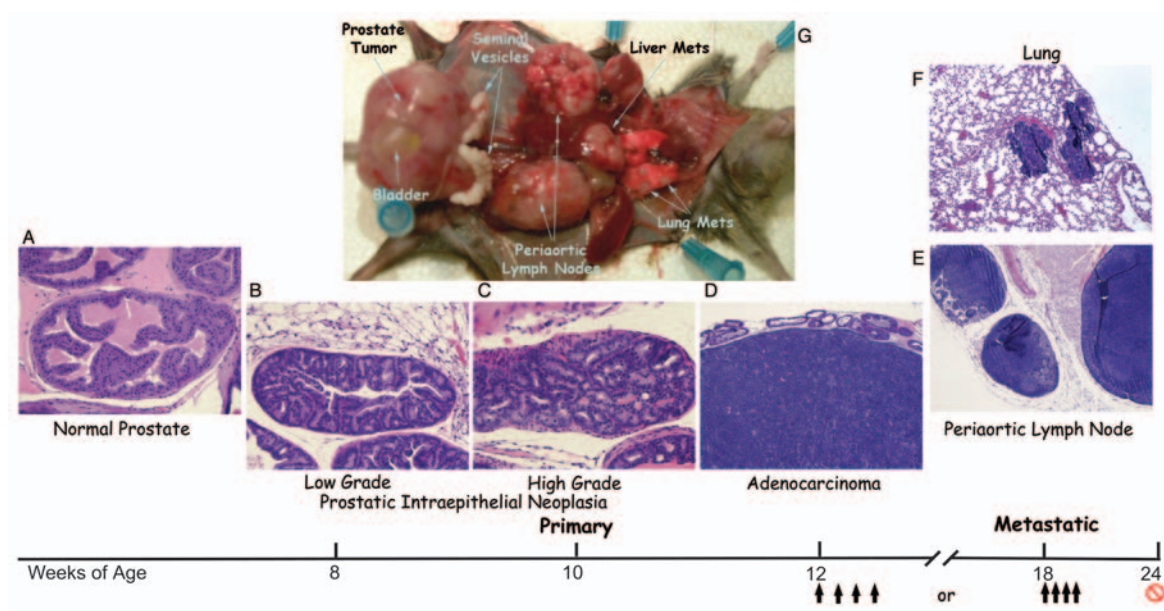 G
Prostate
Tumor
Seminal
Vesicles
Liver Mets
Bladder
Periaortic
Lymph Nodes
Lung Mets
Lung
F
A
B
C
D
E
Normal Prostate
Low Grade
High Grade
Prostatic Intraepithelial Neoplasia
Adenocarcinoma
Periaortic Lymph Node
Primary
Metastatic
Weeks of Age
8
10
12
18
24
or